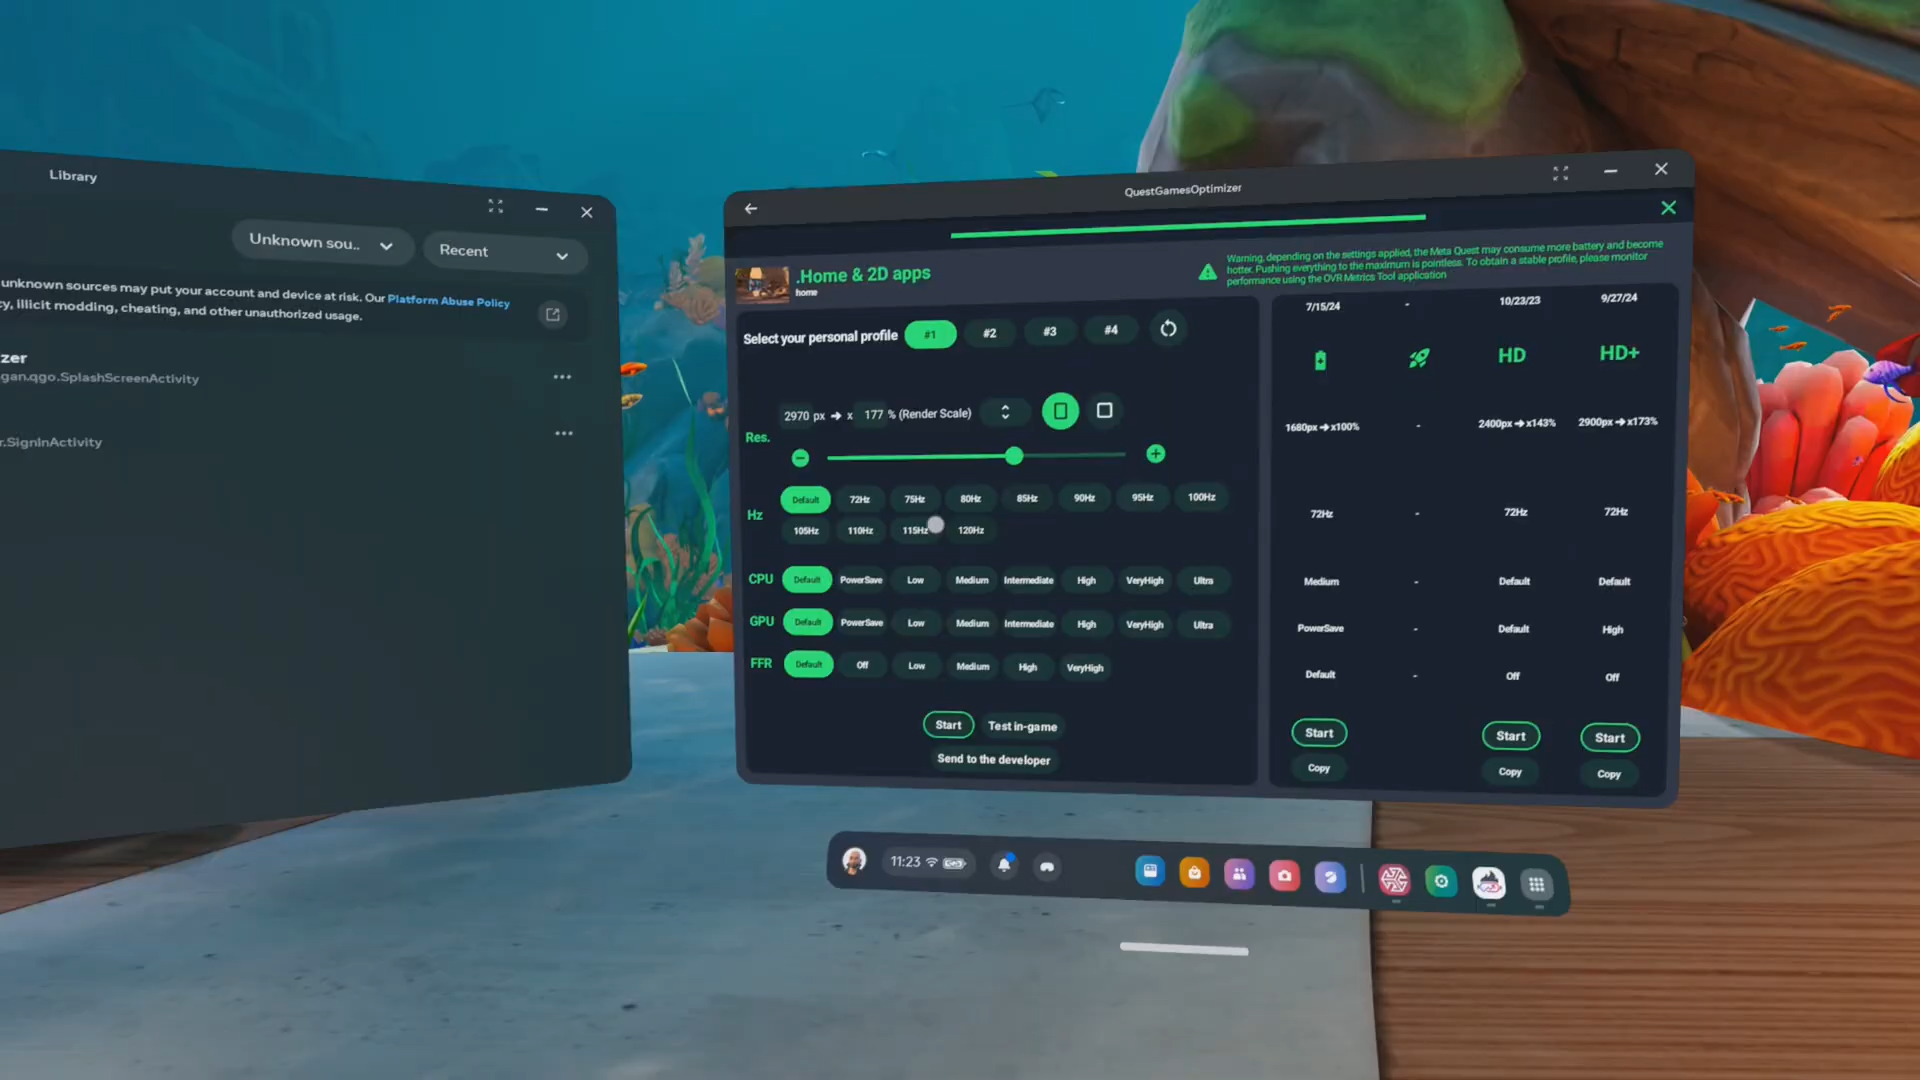 Library
Unknown sou..
Recent
unknown sources may put your account and device at risk. Our Platform Abuse Policy
y, illicit modding, cheating, and other unauthorized usage.
zer
gan.qgo.SplashScreenActivity
r.SignInActivity
QuestGamesOptimizer
.Home & 2D apps
home
Warning, depending on the settings applied, the Meta Quest may consume more battery and become
hotter. Pushing everything to the maximum is pointless. To obtain a stable profile, please monitor
performance using the OVR Metrics Tool application
Select your personal profile #1 #2 #3 #4
Res. 2970 px ➔ x 177 % (Render Scale)
Hz Default 72Hz 75Hz 80Hz 85Hz 90Hz 95Hz 100Hz
105Hz 110Hz 115Hz 120Hz
CPU Default PowerSave Low Medium Intermediate High VeryHigh Ultra
GPU Default PowerSave Low Medium Intermediate High VeryHigh Ultra
FFR Default Off Low Medium High VeryHigh
Start Test in-game
Send to the developer
7/15/24 - 10/23/23 9/27/24
HD HD+
1680px➔x100% - 2400px➔x143% 2900px➔x173%
72Hz - 72Hz 72Hz
Medium - Default Default
PowerSave - Default High
Default - Off Off
Start Start Start
Copy Copy Copy
11:23